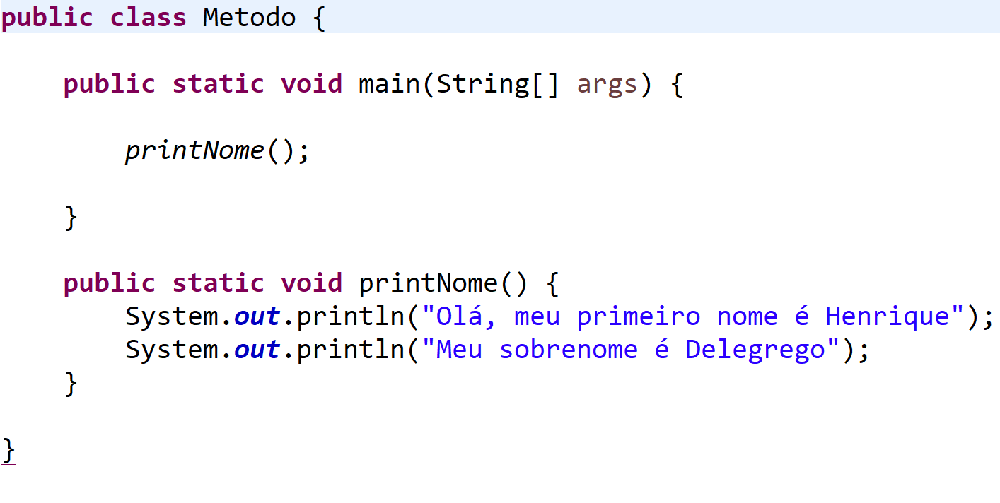 public class Metodo {
public static void main(String[] args) {
printNome();
}
public static void printNome() {
System.out.println("Olá, meu primeiro nome é Henrique");
System.out.println("Meu sobrenome é Delegrego");
}
}